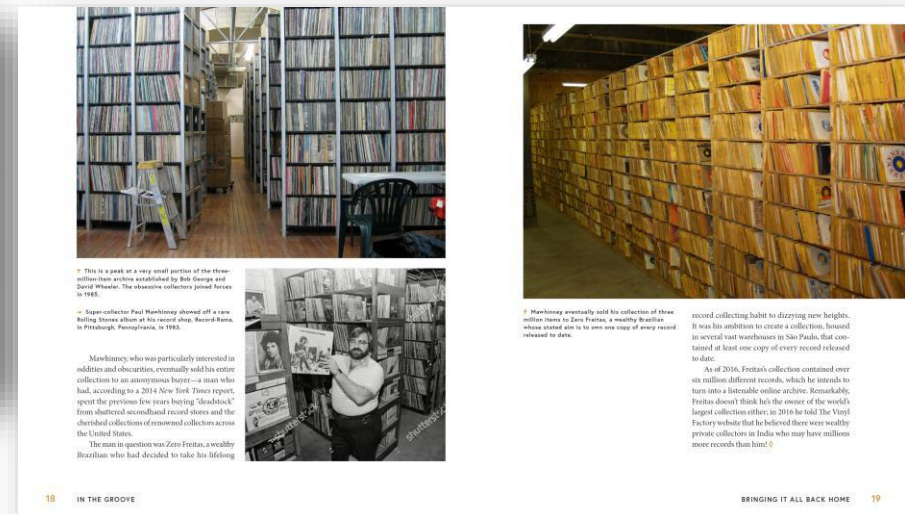 ↑ This is a peak at a very small portion of the three-
million-item archive established by Bob George and
David Wheeler. The obsessive collectors joined forces
in 1985.
→ Super-collector Paul Mawhinney showed off a rare
Rolling Stones album at his record shop, Record-Rama,
in Pittsburgh, Pennsylvania, in 1983.
Mawhinney, who was particularly interested in
oddities and obscurities, eventually sold his entire
collection to an anonymous buyer—a man who
had, according to a 2014 New York Times report,
spent the previous few years buying "deadstock"
from shuttered secondhand record stores and the
cherished collections of renowned collectors across
the United States.
The man in question was Zero Freitas, a wealthy
Brazilian who had decided to take his lifelong
shutterst
shutterst
18 IN THE GROOVE
↑ Mawhinney eventually sold his collection of three
million items to Zero Freitas, a wealthy Brazilian
whose stated aim is to own one copy of every record
released to date.
record collecting habit to dizzying new heights.
It was his ambition to create a collection, housed
in several vast warehouses in São Paulo, that con-
tained at least one copy of every record released
to date.
As of 2016, Freitas's collection contained over
six million different records, which he intends to
turn into a listenable online archive. Remarkably,
Freitas doesn't think he's the owner of the world's
largest collection either; in 2016 he told The Vinyl
Factory website that he believed there were wealthy
private collectors in India who may have millions
more records than him!
BRINGING IT ALL BACK HOME 19